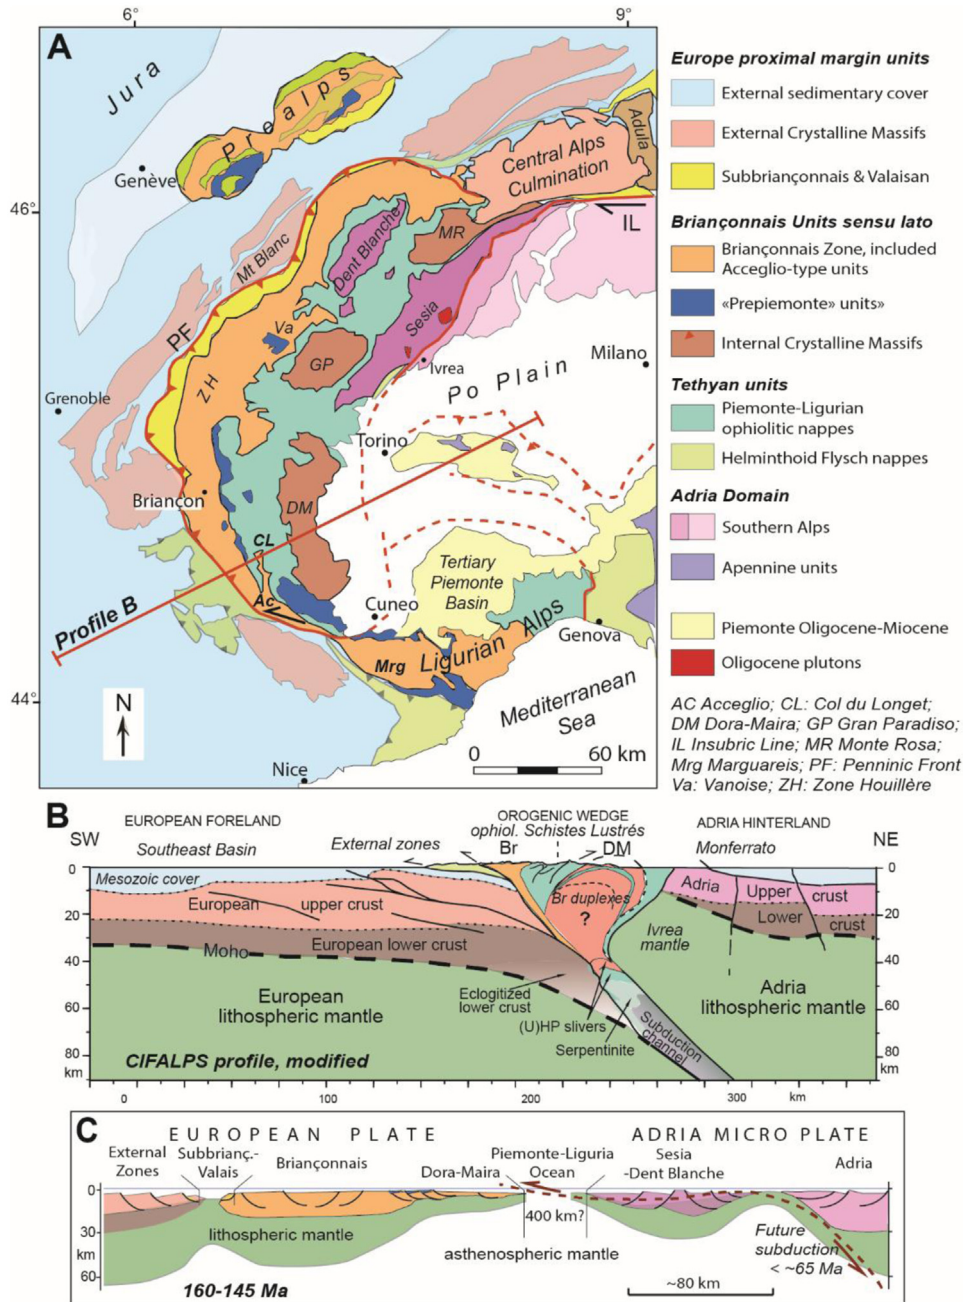 6°
9°
A
Jura
Prealps
Genève
Central Alps
Culmination
Adula
46°
IL
Mt Blanc
Dent Blanche
MR
PF
Va
Sesia
GP
Ivrea
Milano
ZH
Grenoble
Po Plain
Torino
Briançon
DM
CL
Tertiary
Piemonte
Basin
Profile B
Ac
Cuneo
Ligurian Alps
Genova
Mrg
44°
N
Mediterranean
Sea
0 60 km
Nice
Europe proximal margin units
External sedimentary cover
External Crystalline Massifs
Subbriançonnais & Valaisan
Briançonnais Units sensu lato
Briançonnais Zone, included
Acceglio-type units
«Prepiemonte» units»
Internal Crystalline Massifs
Tethyan units
Piemonte-Ligurian
ophiolitic nappes
Helminthoid Flysch nappes
Adria Domain
Southern Alps
Apennine units
Piemonte Oligocene-Miocene
Oligocene plutons
AC Acceglio; CL: Col du Longet;
DM Dora-Maira; GP Gran Paradiso;
IL Insubric Line; MR Monte Rosa;
Mrg Marguareis; PF: Penninic Front
Va: Vanoise; ZH: Zone Houillère
B
SW
EUROPEAN FORELAND
OROGENIC WEDGE
ADRIA HINTERLAND
NE
Southeast Basin
External zones
ophiol. Schistes Lustrés
Br
DM
Monferrato
0
20
40
60
80
km
Mesozoic cover
European upper crust
European lower crust
Moho
Br duplexes
?
Adria Upper crust
Lower crust
Ivrea
mantle
European
lithospheric mantle
Eclogitized
lower crust
(U)HP slivers
Serpentinite
Subduction
channel
Adria
lithospheric mantle
0
20
40
60
80
km
CIFALPS profile, modified
0 100 200 300 km
C
EUROPEAN PLATE
ADRIA MICRO PLATE
External
Zones
Subbrianç.-
Valais
Briançonnais
Dora-Maira
Piemonte-Liguria
Ocean
Sesia
-Dent Blanche
Adria
0
30
km
60
400 km?
lithospheric mantle
asthenospheric mantle
Future
subduction
< ~65 Ma
160-145 Ma
~80 km